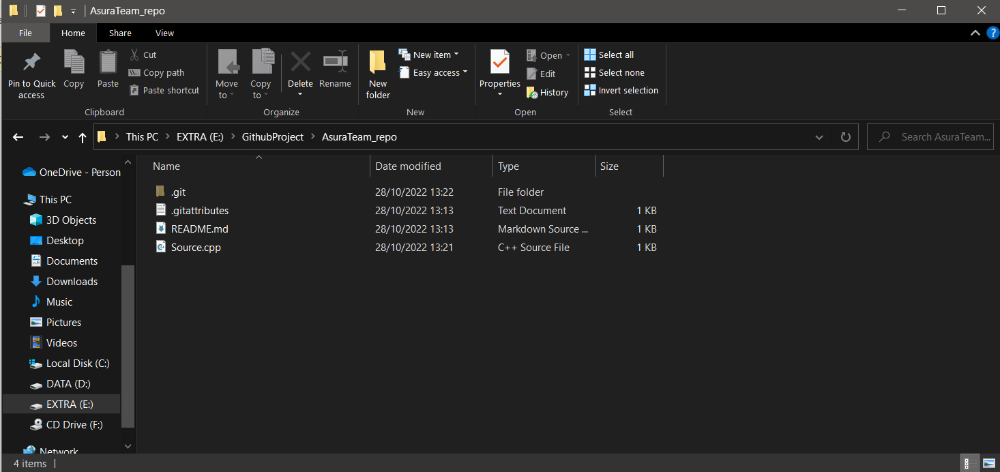 AsuraTeam_repo
File Home Share View
Pin to Quick access
Copy
Paste
Cut
Copy path
Paste shortcut
Clipboard
Move to
Copy to
Delete
Rename
Organize
New folder
New item
Easy access
New
Properties
Open
Edit
History
Open
Select all
Select none
Invert selection
Select
This PC > EXTRA (E:) > GithubProject > AsuraTeam_repo
Search AsuraTeam...
OneDrive - Person
This PC
3D Objects
Desktop
Documents
Downloads
Music
Pictures
Videos
Local Disk (C:)
DATA (D:)
EXTRA (E:)
CD Drive (F:)
Network
Name Date modified Type Size
.git 28/10/2022 13:22 File folder
.gitattributes 28/10/2022 13:13 Text Document 1 KB
README.md 28/10/2022 13:13 Markdown Source ... 1 KB
Source.cpp 28/10/2022 13:21 C++ Source File 1 KB
4 items